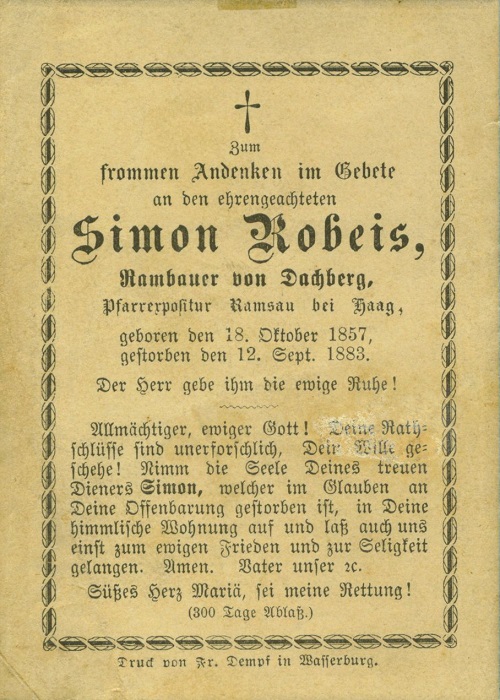 Zum
frommen Andenken im Gebete
an den ehrengeachteten
Simon Robeis,
Rambauer von Dachberg,
Pfarrexpositur Ramsau bei Haag,
geboren den 18. Oktober 1857,
gestorben den 12. Sept. 1883.
Der Herr gebe ihm die ewige Ruhe!
Allmächtiger, ewiger Gott! Deine Rath-
schlüsse sind unerforschlich, Dein Wille ge-
schehe! Nimm die Seele Deines treuen
Dieners Simon, welcher im Glauben an
Deine Offenbarung gestorben ist, in Deine
himmlische Wohnung auf und laß auch uns
einst zum ewigen Frieden und zur Seligkeit
gelangen. Amen. Vater unser ꝛc.
Süßes Herz Mariä, sei meine Rettung!
(300 Tage Ablaß.)
Druck von Fr. Dempf in Wasserburg.